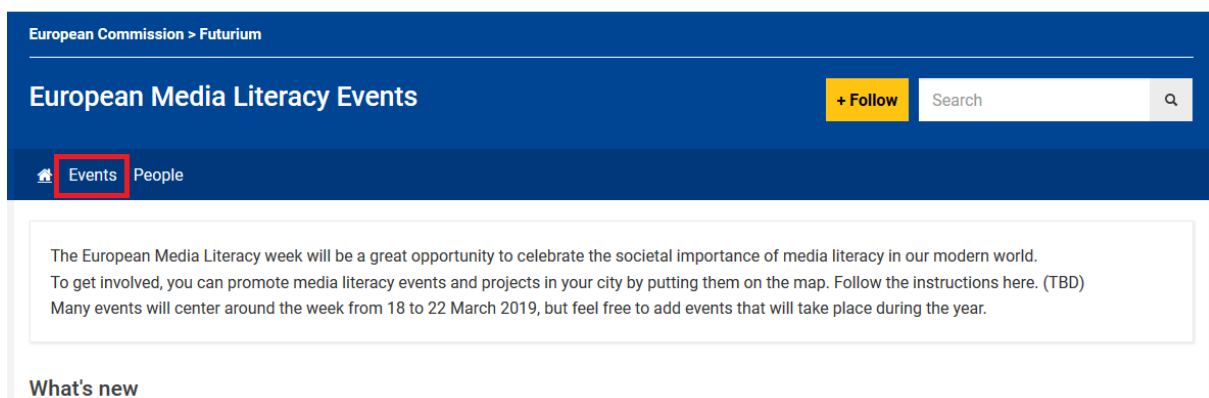 European Commission > Futurium
European Media Literacy Events
+ Follow
Search
Events People
The European Media Literacy week will be a great opportunity to celebrate the societal importance of media literacy in our modern world.
To get involved, you can promote media literacy events and projects in your city by putting them on the map. Follow the instructions here. (TBD)
Many events will center around the week from 18 to 22 March 2019, but feel free to add events that will take place during the year.
What's new